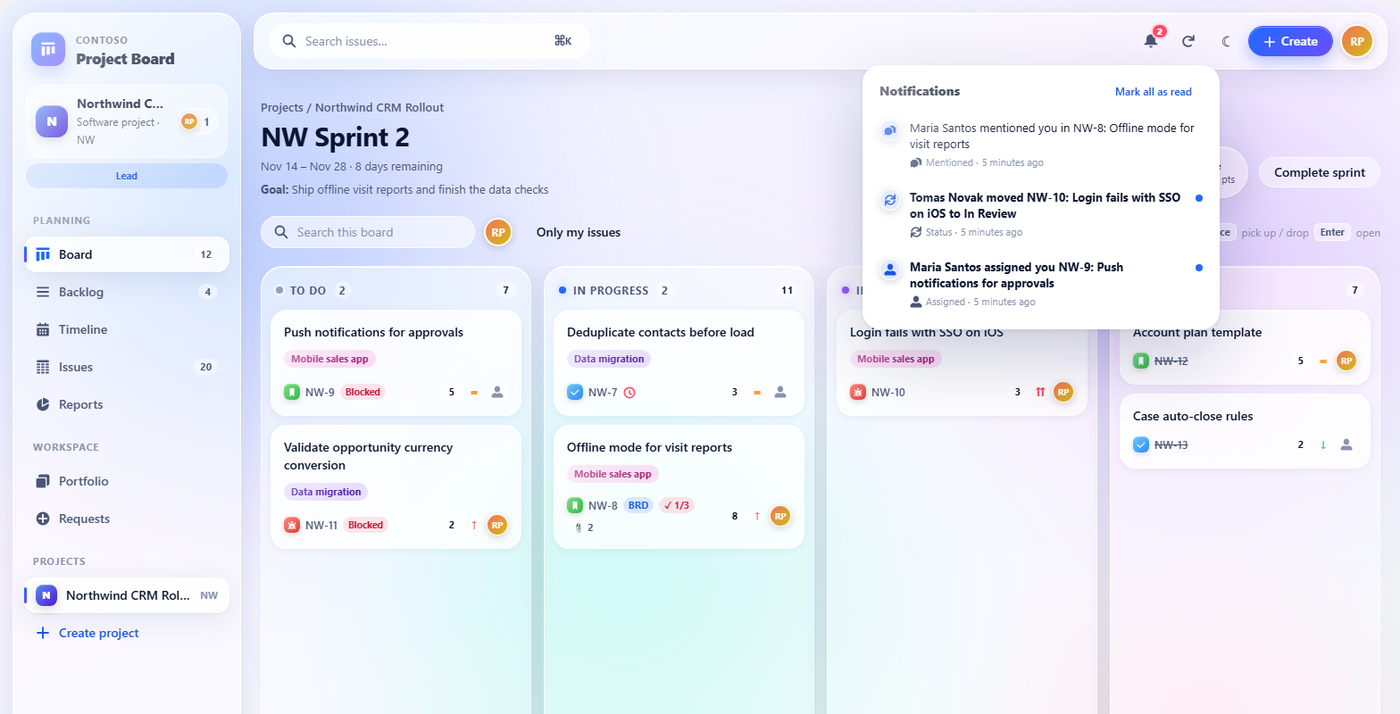 CONTOSO
Project Board
Search issues...
⌘K
2
Create
RP
N
Northwind C...
Software project ·
NW
RP
1
Lead
PLANNING
Board
12
Backlog
4
Timeline
Issues
20
Reports
WORKSPACE
Portfolio
Requests
PROJECTS
N
Northwind CRM Rol...
NW
Create project
Projects / Northwind CRM Rollout
NW Sprint 2
Nov 14 – Nov 28 · 8 days remaining
Goal: Ship offline visit reports and finish the data checks
Complete sprint
Search this board
RP
Only my issues
pick up / drop
Enter
open
Notifications
Mark all as read
Maria Santos mentioned you in NW-8: Offline mode for
visit reports
Mentioned · 5 minutes ago
Tomas Novak moved NW-10: Login fails with SSO
on iOS to In Review
Status · 5 minutes ago
Maria Santos assigned you NW-9: Push
notifications for approvals
Assigned · 5 minutes ago
TO DO
2
7
Push notifications for approvals
Mobile sales app
NW-9
Blocked
5
Validate opportunity currency
conversion
Data migration
NW-11
Blocked
2
RP
IN PROGRESS
2
11
Deduplicate contacts before load
Data migration
NW-7
3
Offline mode for visit reports
Mobile sales app
NW-8
BRD
✓ 1/3
2
8
RP
Login fails with SSO on iOS
Mobile sales app
NW-10
3
RP
7
Account plan template
NW-12
5
RP
Case auto-close rules
NW-13
2